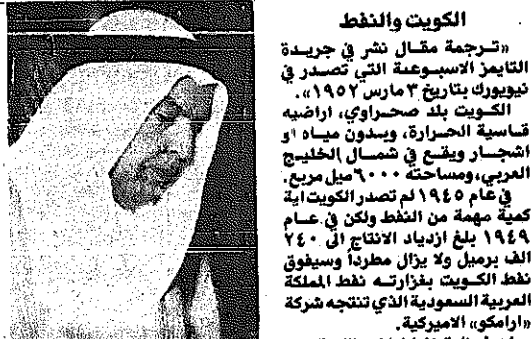 الكويت والنفط
«ترجمة مقال نشر في جريدة
التايمز الاسبوعية التي تصدر في
نيويورك بتاريخ ٣ مارس ١٩٥٢».
الكويت بلد صحراوي، اراضيه
قاسية الحرارة، وبدون مياه او
اشجار ويقع في شمال الخليج
العربي، ومساحته ٦٠٠٠ ميل مربع.
في عام ١٩٤٥ لم تصدر الكويت اية
كمية مهمة من النفط ولكن في عام
١٩٤٩ بلغ ازدياد الانتاج الى ٢٤٠
الف برميل ولا يزال مطرداً وسيفوق
نفط الكويت بغزارته نفط المملكة
العربية السعودية الذي تنتجه شركة
«ارامكو» الاميركية.